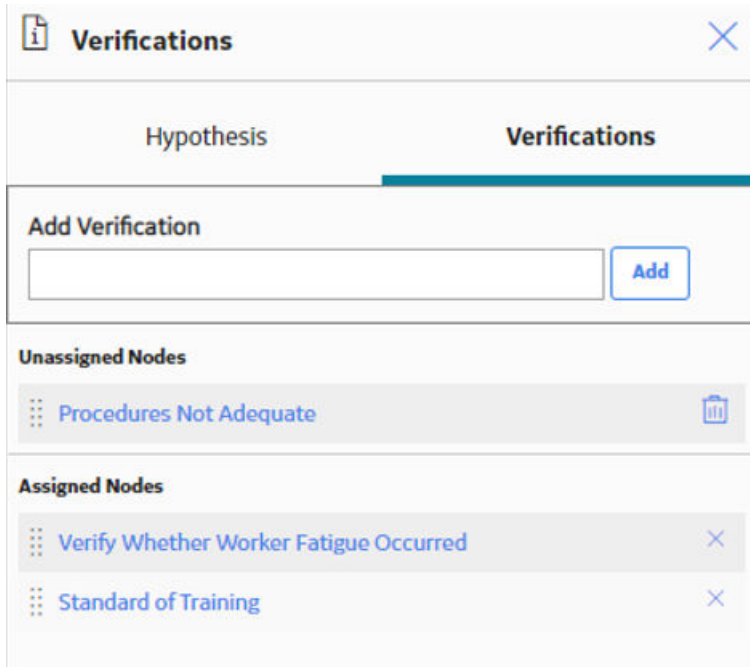 Verifications
Hypothesis Verifications
Add Verification
Add
Unassigned Nodes
Procedures Not Adequate
Assigned Nodes
Verify Whether Worker Fatigue Occurred
Standard of Training